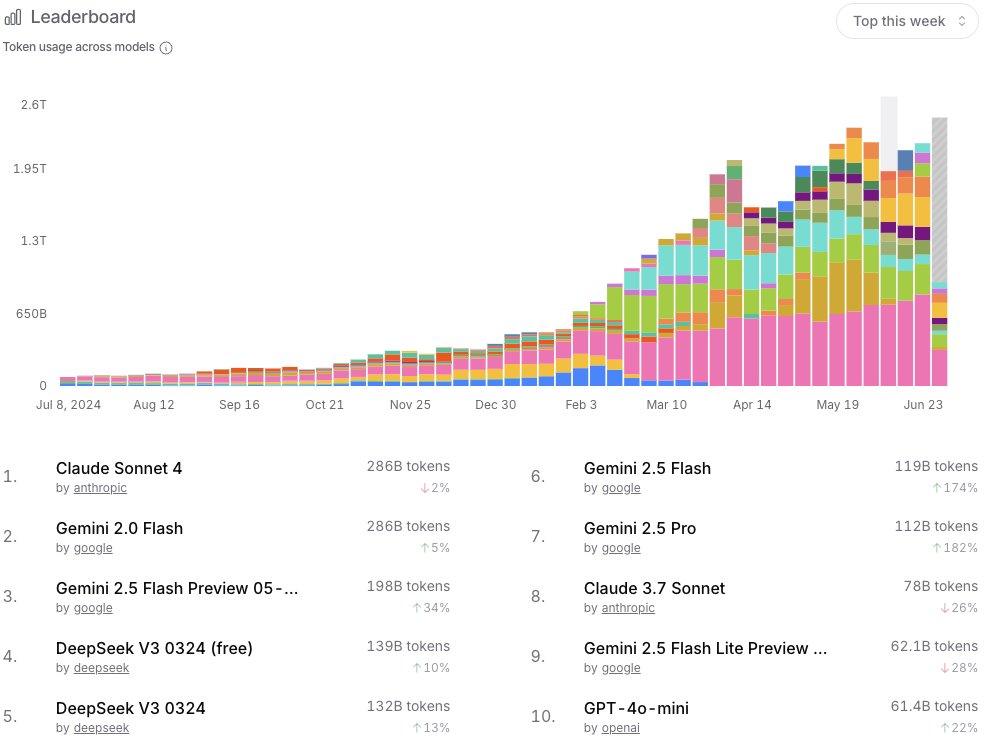 Leaderboard
Top this week
Token usage across models
2.6T
1.95T
1.3T
650B
0
Jul 8, 2024 Aug 12 Sep 16 Oct 21 Nov 25 Dec 30 Feb 3 Mar 10 Apr 14 May 19 Jun 23
1. Claude Sonnet 4 286B tokens
by anthropic ↓2%
2. Gemini 2.0 Flash 286B tokens
by google ↑5%
3. Gemini 2.5 Flash Preview 05-... 198B tokens
by google ↑34%
4. DeepSeek V3 0324 (free) 139B tokens
by deepseek ↑10%
5. DeepSeek V3 0324 132B tokens
by deepseek ↑13%
6. Gemini 2.5 Flash 119B tokens
by google ↑174%
7. Gemini 2.5 Pro 112B tokens
by google ↑182%
8. Claude 3.7 Sonnet 78B tokens
by anthropic ↓26%
9. Gemini 2.5 Flash Lite Preview ... 62.1B tokens
by google ↓28%
10. GPT-4o-mini 61.4B tokens
by openai ↑22%